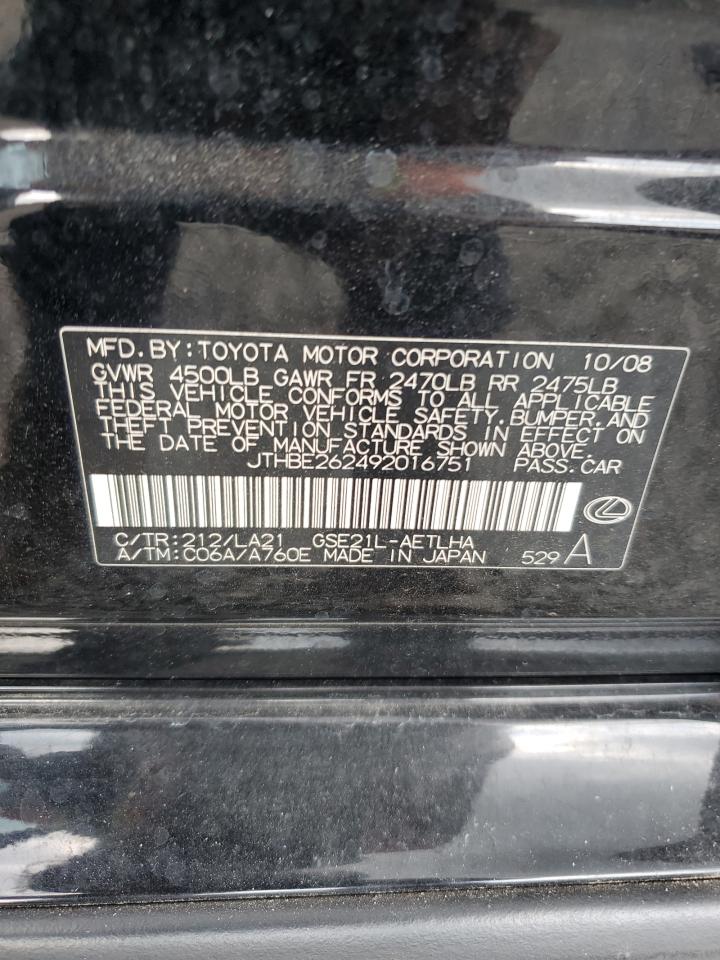 MFD. BY: TOYOTA MOTOR CORPORATION 10/08
GVWR 4500LB GAWR FR 2470LB RR 2475LB
THIS VEHICLE CONFORMS TO ALL APPLICABLE
FEDERAL MOTOR VEHICLE SAFETY, BUMPER, AND
THEFT PREVENTION STANDARDS IN EFFECT ON
THE DATE OF MANUFACTURE SHOWN ABOVE.
JTHBE262492016751 PASS. CAR
C/TR: 212/LA21 GSE21L-AETLHA
A/TM: C06A/A760E MADE IN JAPAN 529 A